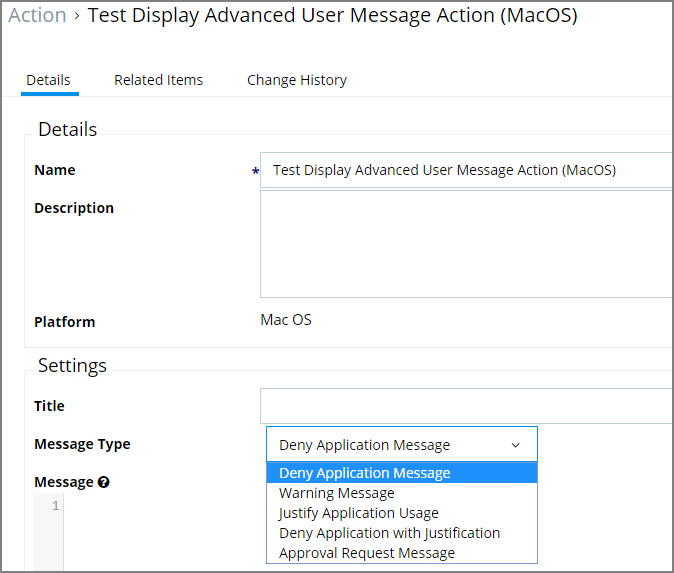 Action › Test Display Advanced User Message Action (MacOS)
Details Related Items Change History
Details
Name * Test Display Advanced User Message Action (MacOS)
Description
Platform Mac OS
Settings
Title
Message Type Deny Application Message
Deny Application Message
Message ?
Warning Message
1
Justify Application Usage
Deny Application with Justification
Approval Request Message